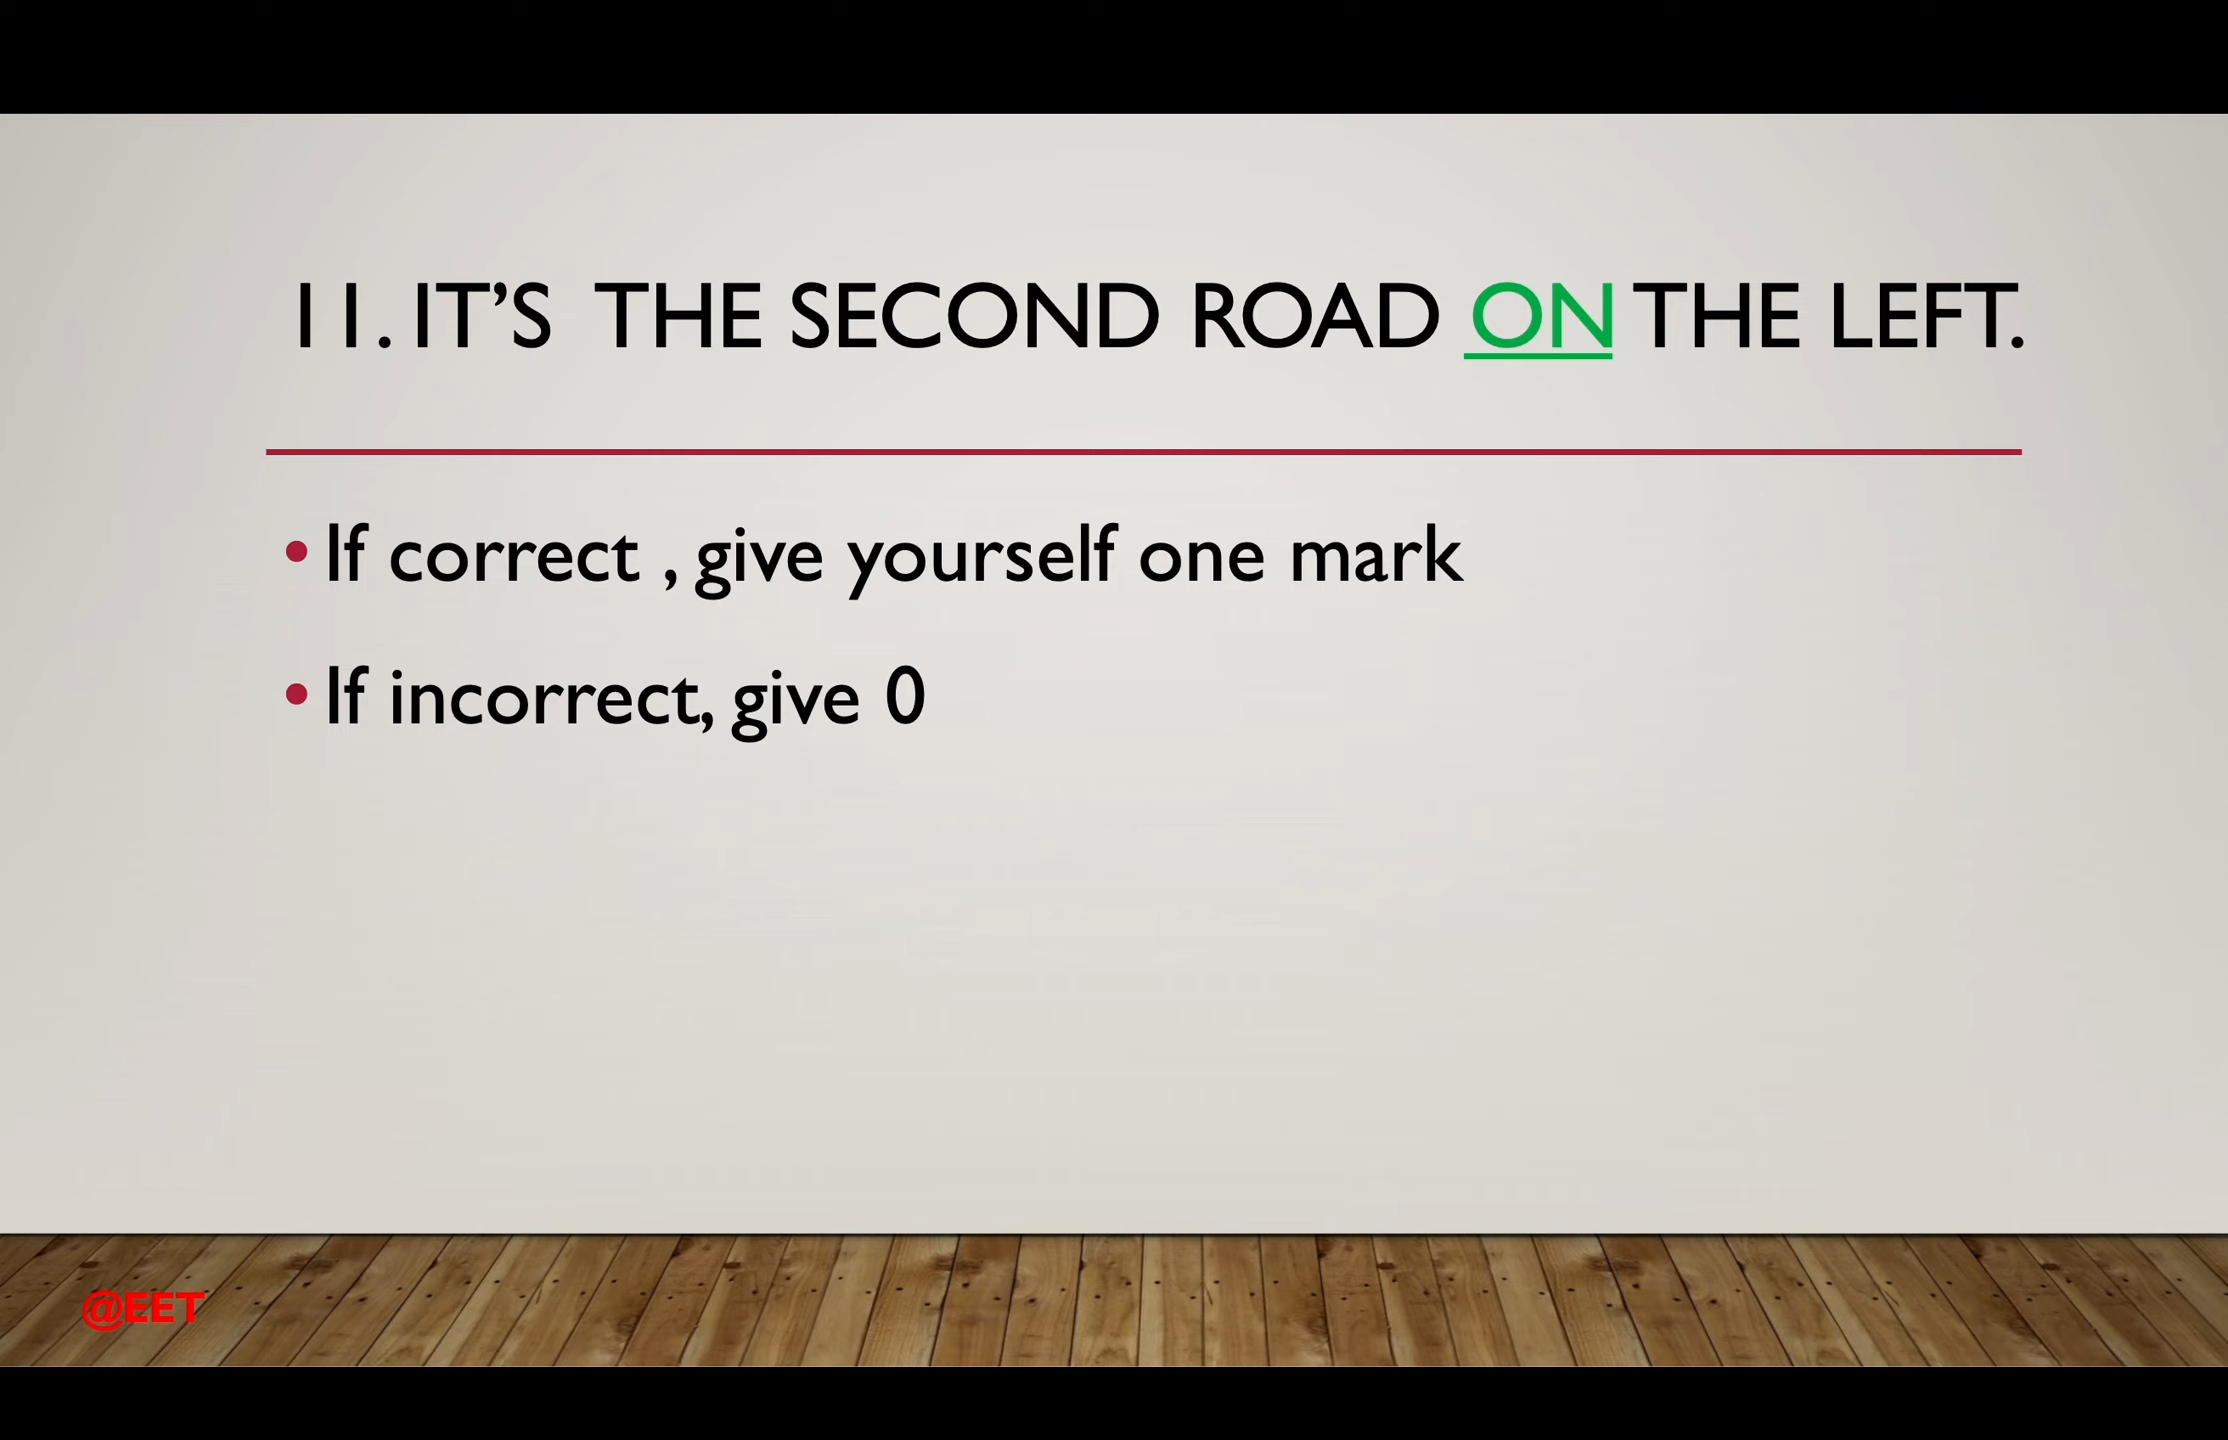 11. IT’S THE SECOND ROAD ON THE LEFT.
• If correct , give yourself one mark
• If incorrect, give 0
@EET